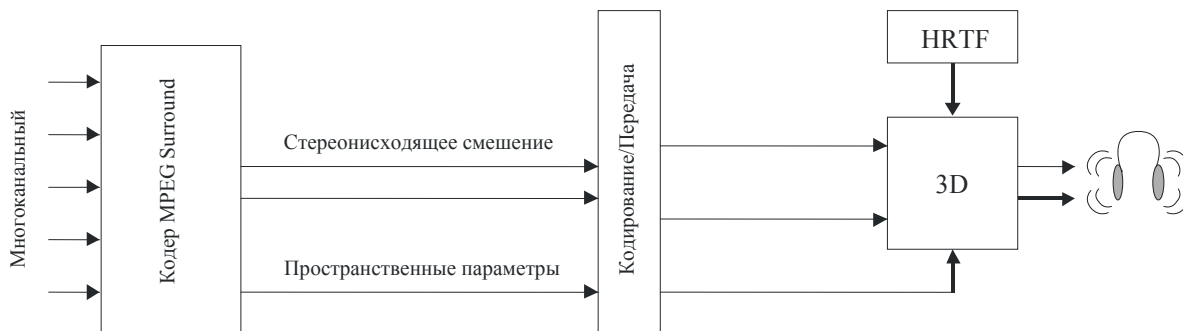 Многоканальный
Кодер MPEG Surround
Стереонисходящее смешение
Пространственные параметры
Кодирование/Передача
HRTF
3D